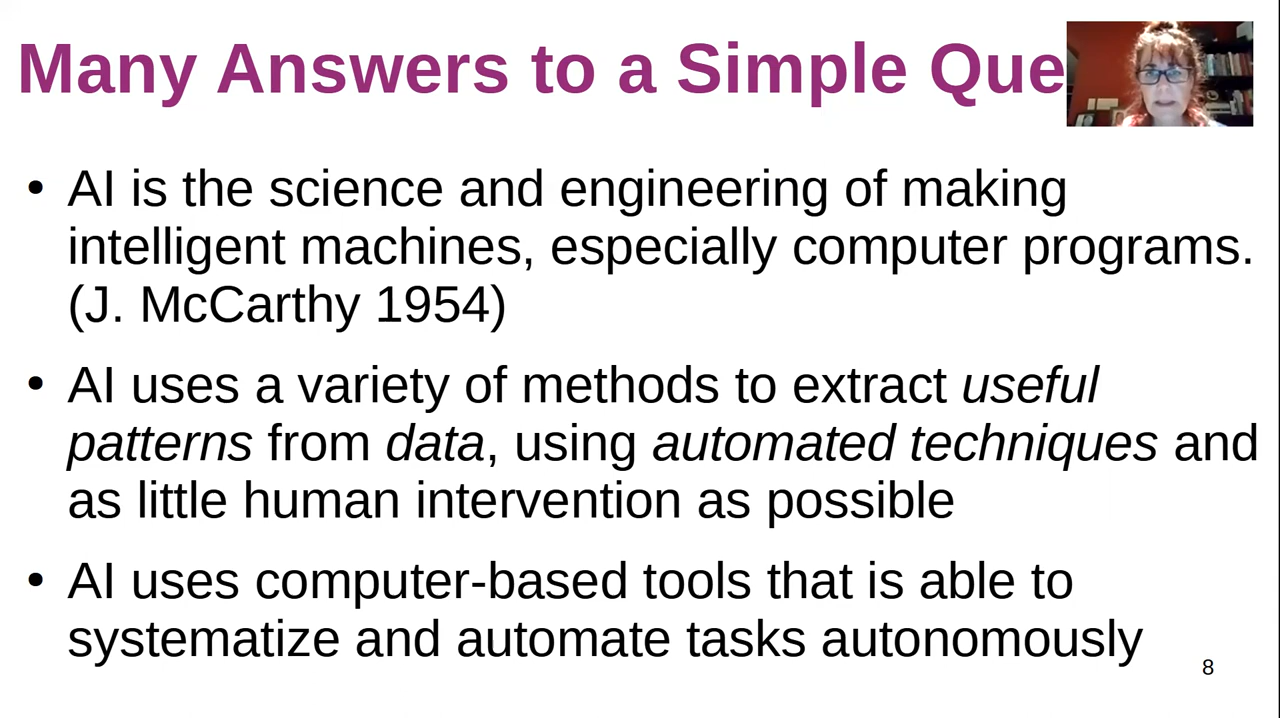 Many Answers to a Simple Que
• AI is the science and engineering of making
intelligent machines, especially computer programs.
(J. McCarthy 1954)
• AI uses a variety of methods to extract useful
patterns from data, using automated techniques and
as little human intervention as possible
• AI uses computer-based tools that is able to
systematize and automate tasks autonomously
8